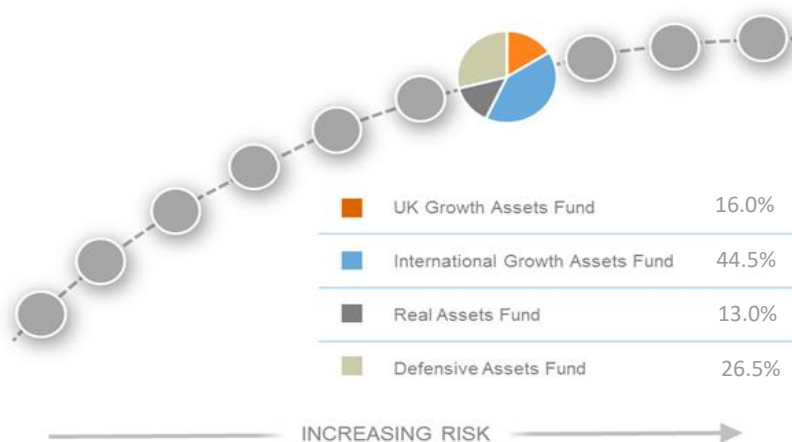 UK Growth Assets Fund 16.0%
International Growth Assets Fund 44.5%
Real Assets Fund 13.0%
Defensive Assets Fund 26.5%
INCREASING RISK